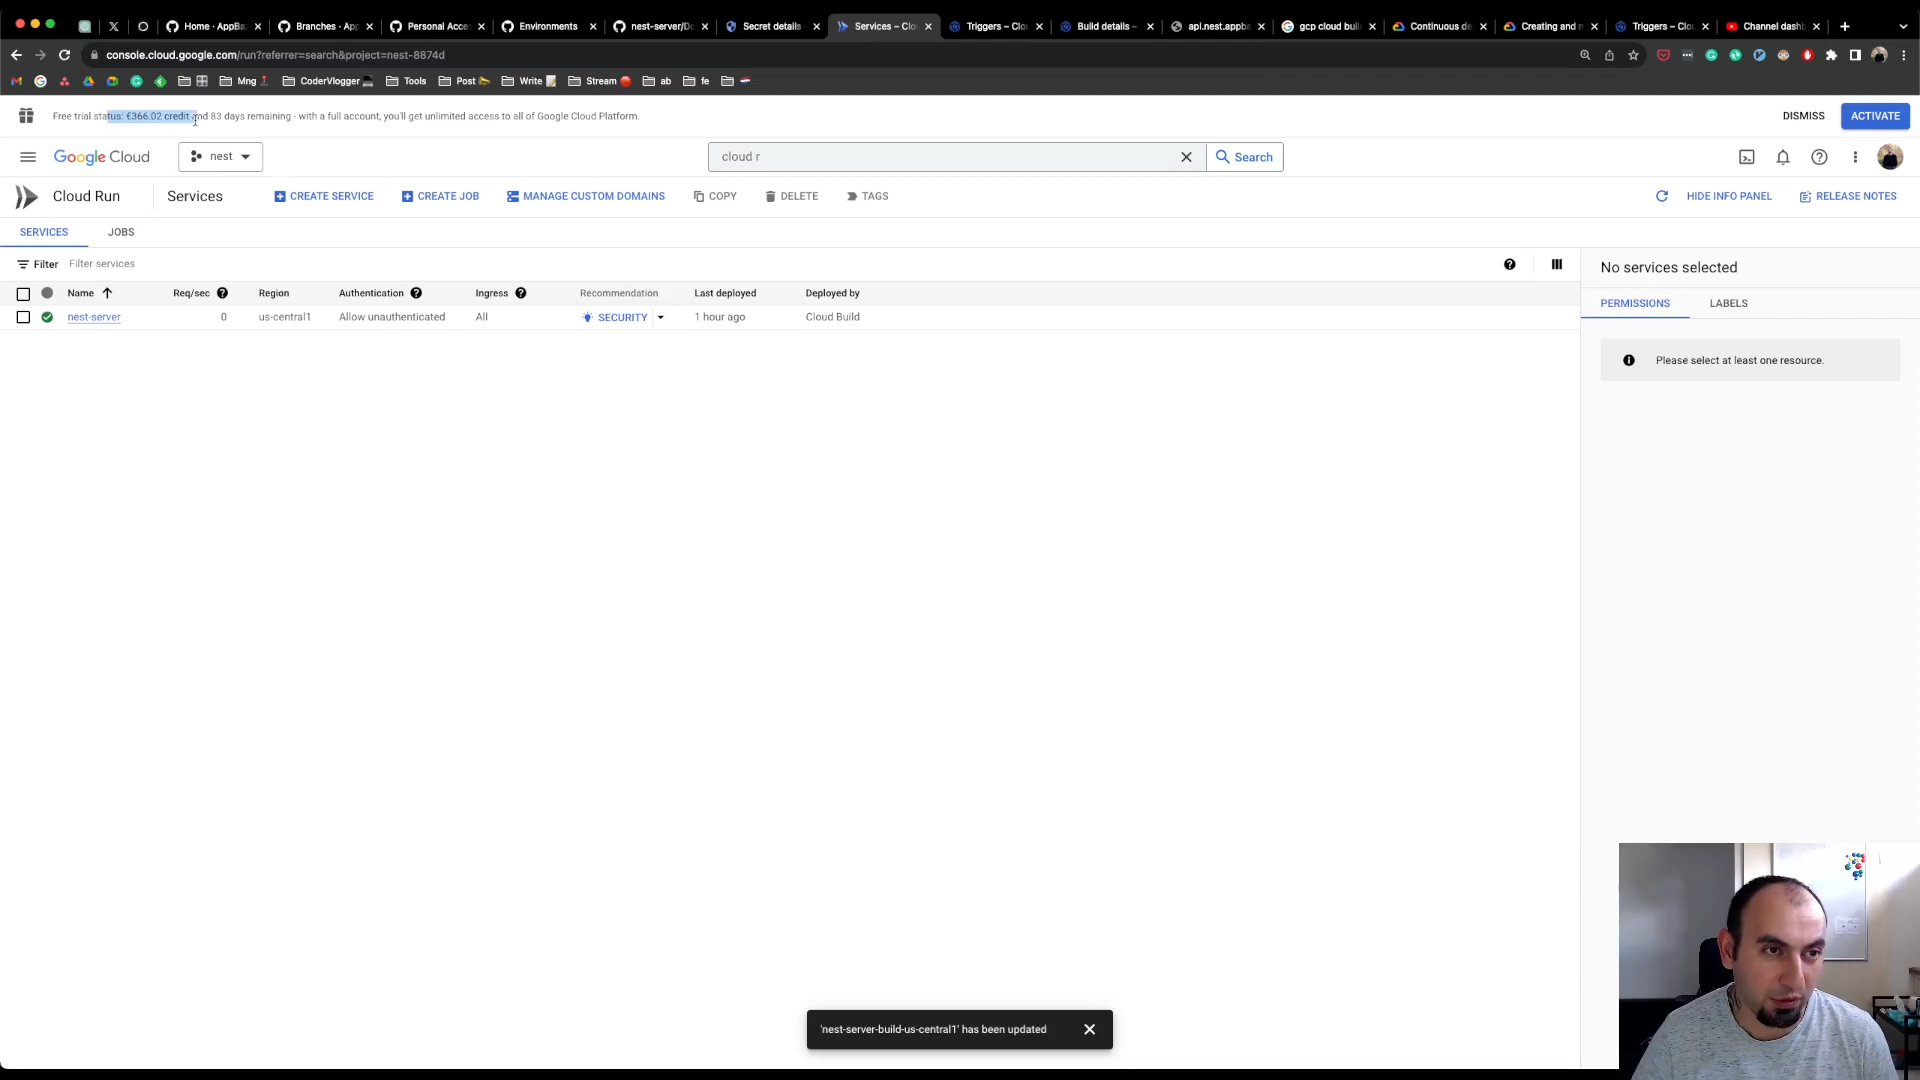 Home · AppBa
Branches · App
Personal Acce
Environments
nest-server/Do
Secret details -
Services – Clo
Triggers – Clou
Build details –
api.nest.appba
gcp cloud buil
Continuous de
Creating and m
Triggers – Clou
Channel dashb
console.cloud.google.com/run?referrer=search&project=nest-8874d
Mng
CoderVlogger
Tools
Post
Write
Stream
ab
fe
Free trial status: €366.02 credit and 83 days remaining - with a full account, you'll get unlimited access to all of Google Cloud Platform.
DISMISS
ACTIVATE
Google Cloud
nest
cloud r
Search
Cloud Run
Services
CREATE SERVICE
CREATE JOB
MANAGE CUSTOM DOMAINS
COPY
DELETE
TAGS
HIDE INFO PANEL
RELEASE NOTES
SERVICES
JOBS
Filter
Filter services
Name
Req/sec
Region
Authentication
Ingress
Recommendation
Last deployed
Deployed by
nest-server
0
us-central1
Allow unauthenticated
All
SECURITY
1 hour ago
Cloud Build
No services selected
PERMISSIONS
LABELS
Please select at least one resource.
'nest-server-build-us-central1' has been updated